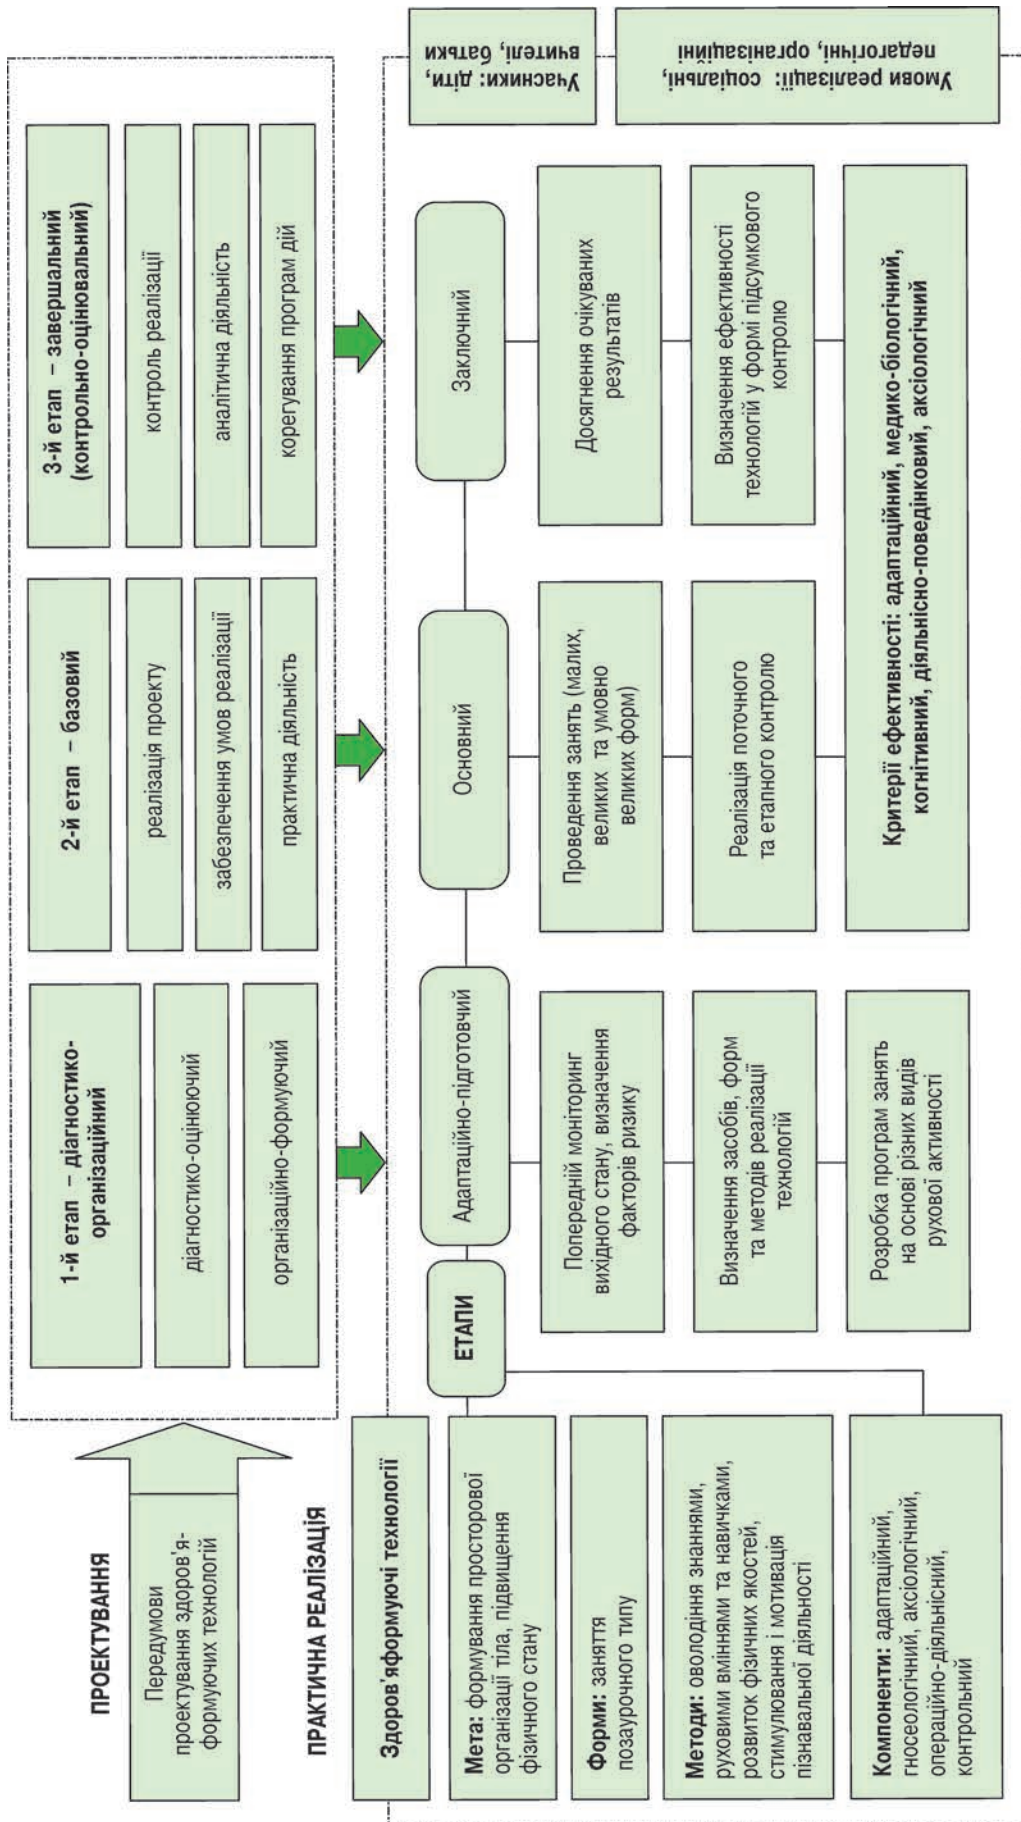 ПРОЕКТУВАННЯ
Передумови
проектування здоров'я-
формуючих технологій
1-й етап – діагностико-
організаційний
діагностико-оцінюючий
організаційно-формуючий
2-й етап – базовий
реалізація проекту
забезпечення умов реалізації
практична діяльність
3-й етап – завершальний
(контрольно-оцінювальний)
контроль реалізації
аналітична діяльність
корегування програм дій
ПРАКТИЧНА РЕАЛІЗАЦІЯ
Здоров'яформуючі технології
Мета: формування просторової
організації тіла, підвищення
фізичного стану
Форми: заняття
позаурочного типу
Методи: оволодіння знаннями,
руховими вміннями та навичками,
розвиток фізичних якостей,
стимулювання і мотивація
пізнавальної діяльності
Компоненти: адаптаційний,
гносеологічний, аксіологічний,
операційно-діяльнісний,
контрольний
ЕТАПИ
Адаптаційно-підготовчий
Попередній моніторинг
вихідного стану, визначення
факторів ризику
Визначення засобів, форм
та методів реалізації
технологій
Розробка програм занять
на основі різних видів
рухової активності
Основний
Проведення занять (малих,
великих та умовно
великих форм)
Реалізація поточного
та етапного контролю
Заключний
Досягнення очікуваних
результатів
Визначення ефективності
технологій у формі підсумкового
контролю
Критерії ефективності: адаптаційний, медико-біологічний,
когнітивний, діяльнісно-поведінковий, аксіологічний
Учасники: діти,
вчителі, батьки
Умови реалізації: соціальні,
педагогічні, організаційні